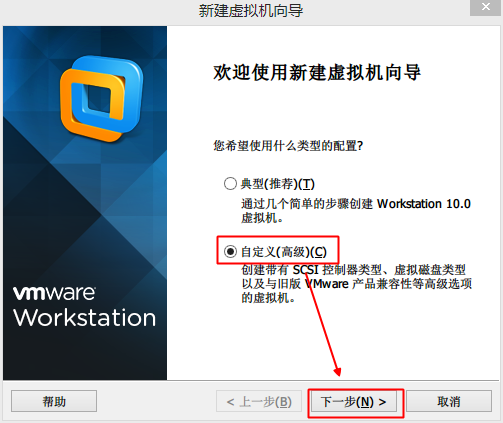 新建虚拟机向导
欢迎使用新建虚拟机向导
您希望使用什么类型的配置?
典型(推荐)(T)
通过几个简单的步骤创建 Workstation 10.0
虚拟机。
自定义(高级)(C)
创建带有 SCSI 控制器类型、虚拟磁盘类型
以及与旧版 VMware 产品兼容性等高级选项
的虚拟机。
vmware
Workstation
帮助
< 上一步(B)
下一步(N) >
取消